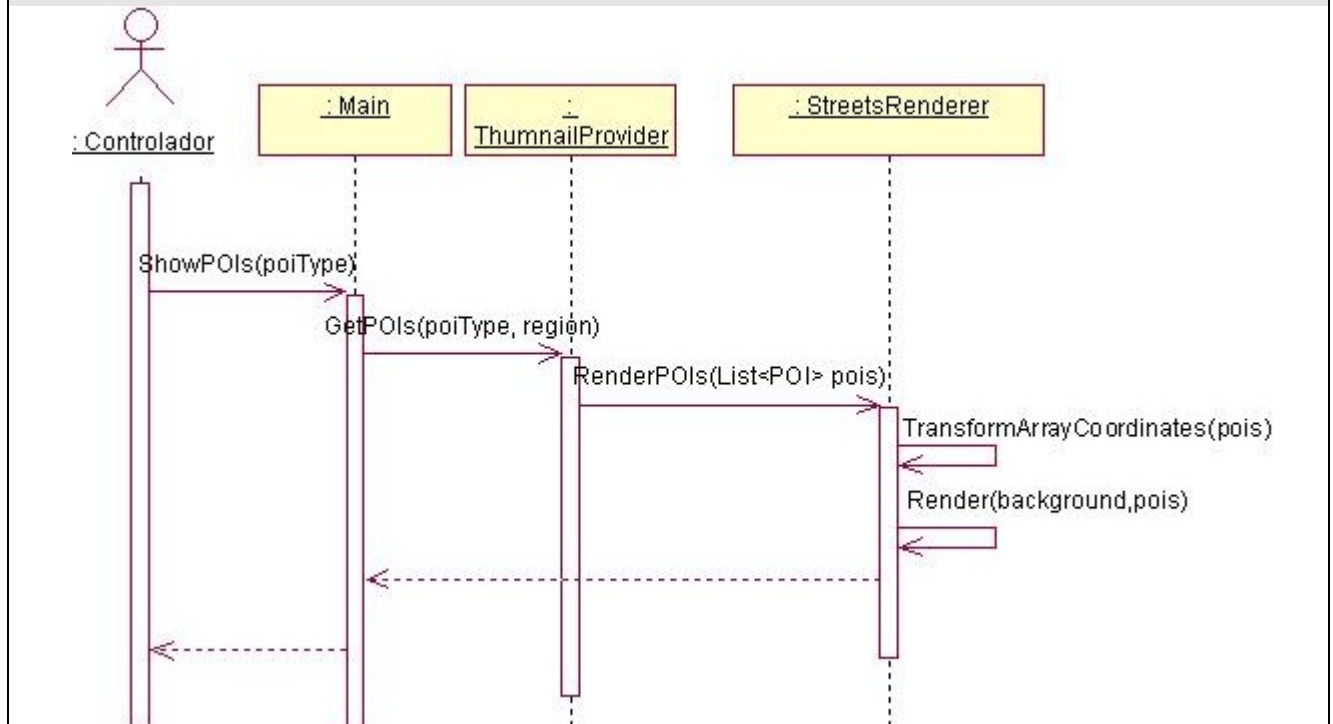 : Controlador
: Main
:
ThumnailProvider
: StreetsRenderer
ShowPOIs(poiType)
GetPOIs(poiType, region)
RenderPOIs(List<POI> pois)
TransformArrayCoordinates(pois)
Render(background,pois)